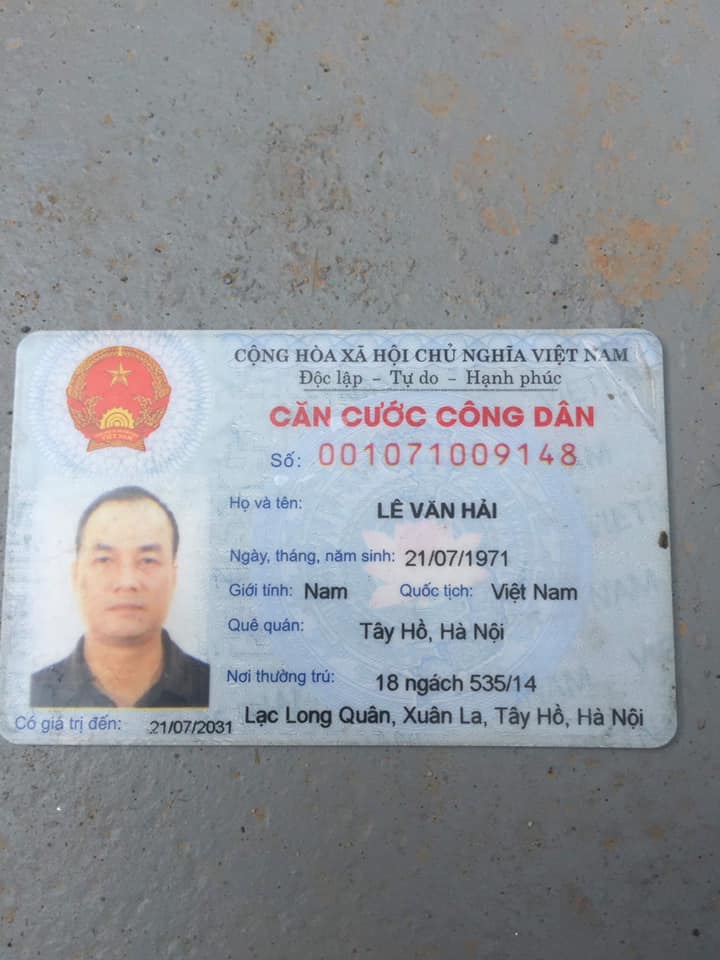 CỘNG HÒA XÃ HỘI CHỦ NGHĨA VIỆT NAM
Độc lập - Tự do - Hạnh phúc
CĂN CƯỚC CÔNG DÂN
Số: 001071009148
Họ và tên: LÊ VĂN HẢI
Ngày, tháng, năm sinh: 21/07/1971
Giới tính: Nam Quốc tịch: Việt Nam
Quê quán: Tây Hồ, Hà Nội
Nơi thường trú: 18 ngách 535/14
Lạc Long Quân, Xuân La, Tây Hồ, Hà Nội
Có giá trị đến: 21/07/2031
VIỆT NAM